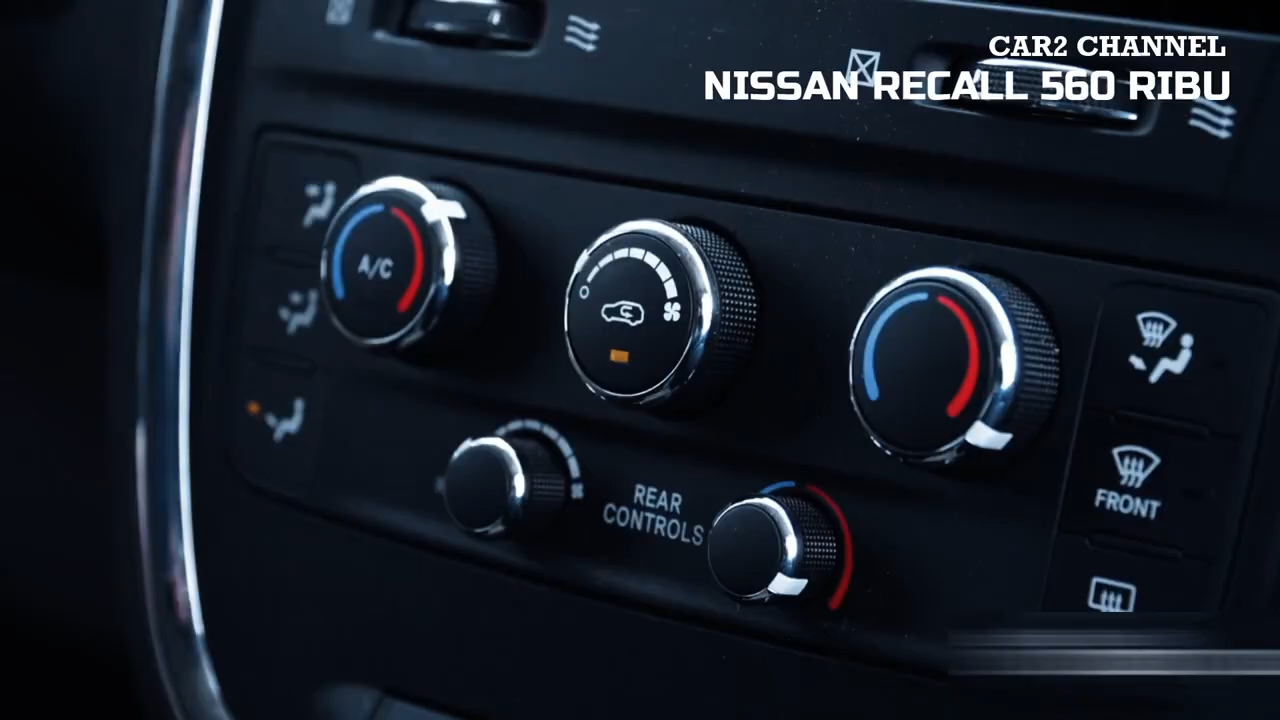 CAR2 CHANNEL
NISSAN RECALL 560 RIBU
A/C
REAR
CONTROLS
FRONT